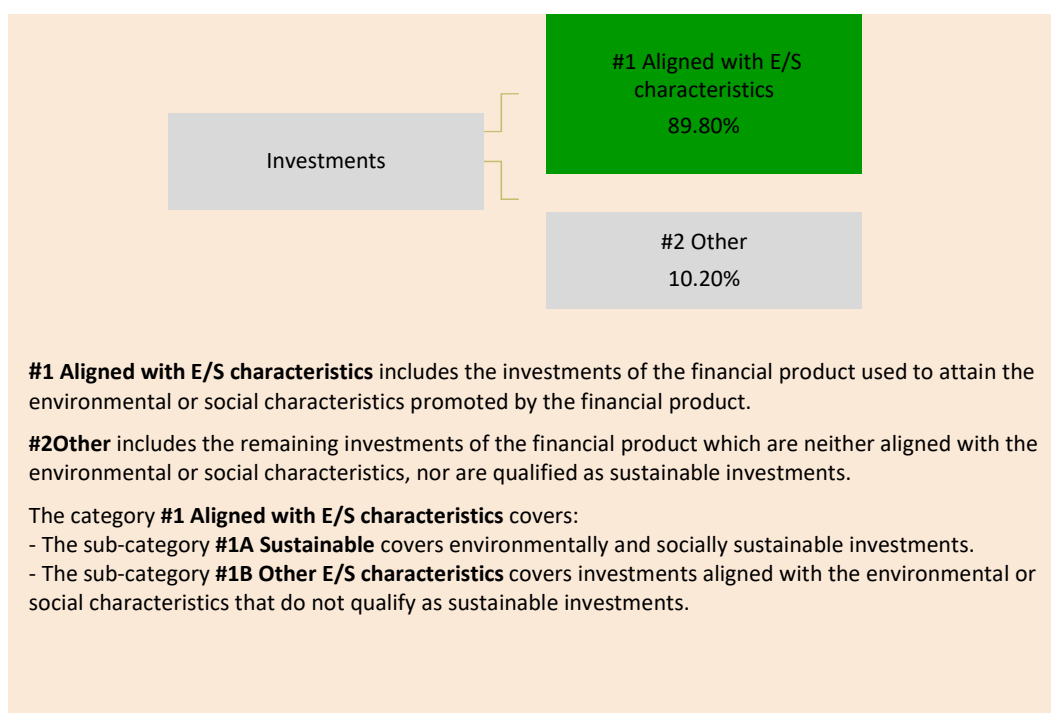 #1 Aligned with E/S
characteristics
89.80%
Investments
#2 Other
10.20%
#1 Aligned with E/S characteristics includes the investments of the financial product used to attain the
environmental or social characteristics promoted by the financial product.
#2Other includes the remaining investments of the financial product which are neither aligned with the
environmental or social characteristics, nor are qualified as sustainable investments.
The category #1 Aligned with E/S characteristics covers:
- The sub-category #1A Sustainable covers environmentally and socially sustainable investments.
- The sub-category #1B Other E/S characteristics covers investments aligned with the environmental or
social characteristics that do not qualify as sustainable investments.